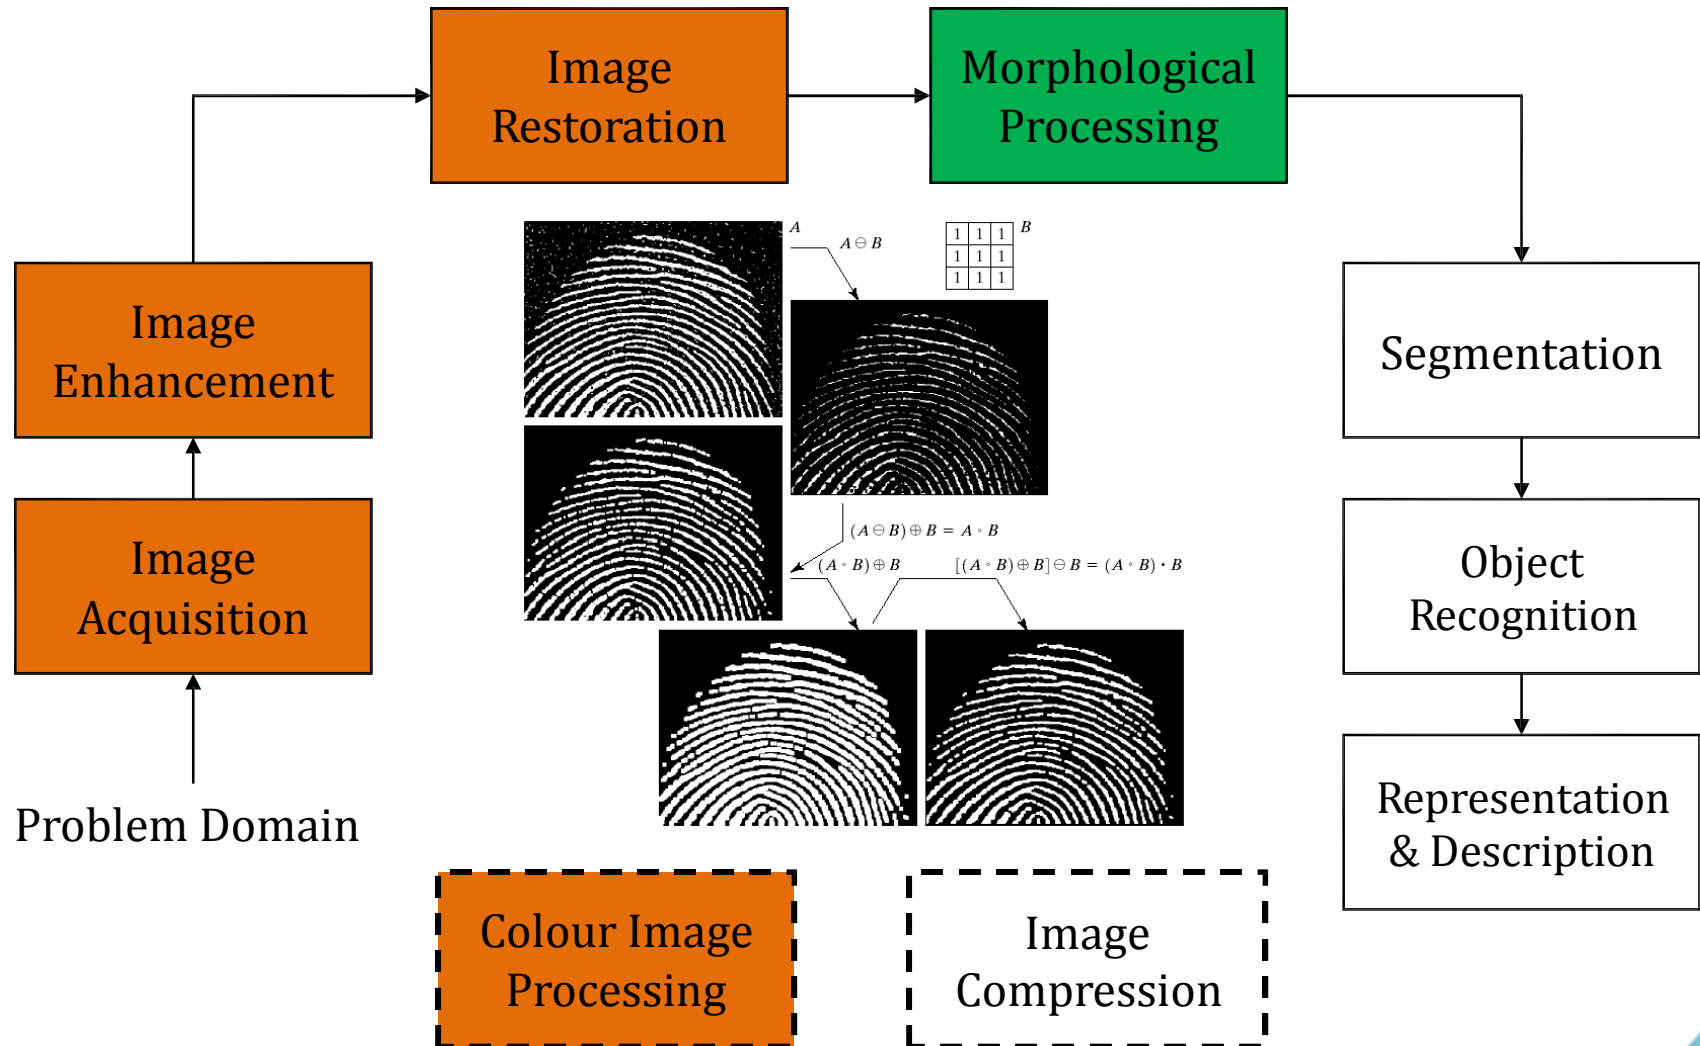 Image
Restoration
Morphological
Processing
Image
Enhancement
Image
Acquisition
Problem Domain
A
A ⊖ B
1 1 1
1 1 1
1 1 1
B
(A ⊖ B) ⊕ B = A ∘ B
(A ∘ B) ⊕ B
[(A ∘ B) ⊕ B] ⊖ B = (A ∘ B) • B
Segmentation
Object
Recognition
Representation
& Description
Colour Image
Processing
Image
Compression